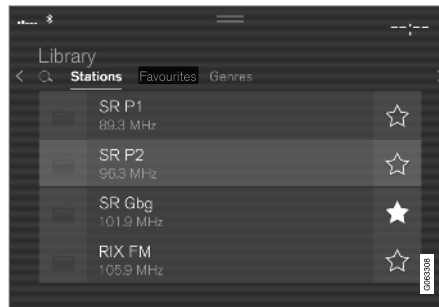 --:--
Library
Stations Favourites Genres
SR P1
89.3 MHz
SR P2
96.3 MHz
SR Gbg
101.9 MHz
RIX FM
105.9 MHz
G063308